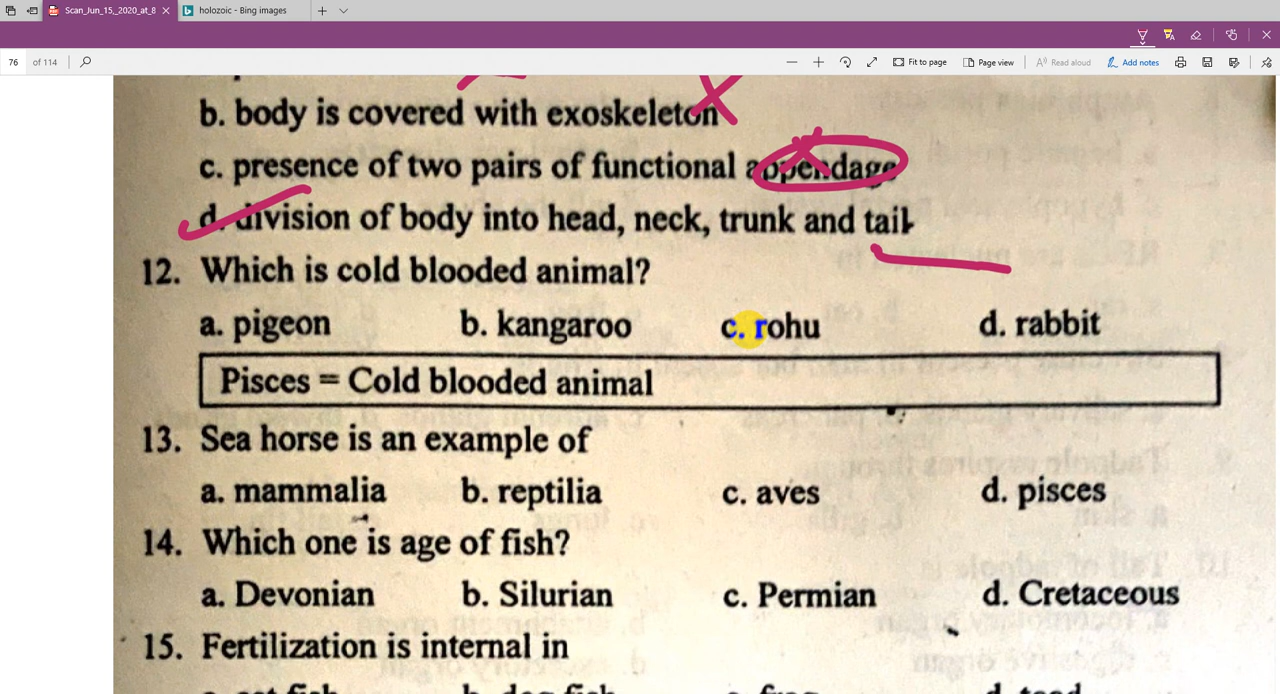 Scan_Jun_15,_2020_at_8
holozoic - Bing images
76 of 114
Fit to page
Page view
Read aloud
Add notes
b. body is covered with exoskeleton
c. presence of two pairs of functional appendage
d. division of body into head, neck, trunk and tail
12. Which is cold blooded animal?
a. pigeon b. kangaroo c. rohu d. rabbit
Pisces = Cold blooded animal
13. Sea horse is an example of
a. mammalia b. reptilia c. aves d. pisces
14. Which one is age of fish?
a. Devonian b. Silurian c. Permian d. Cretaceous
15. Fertilization is internal in